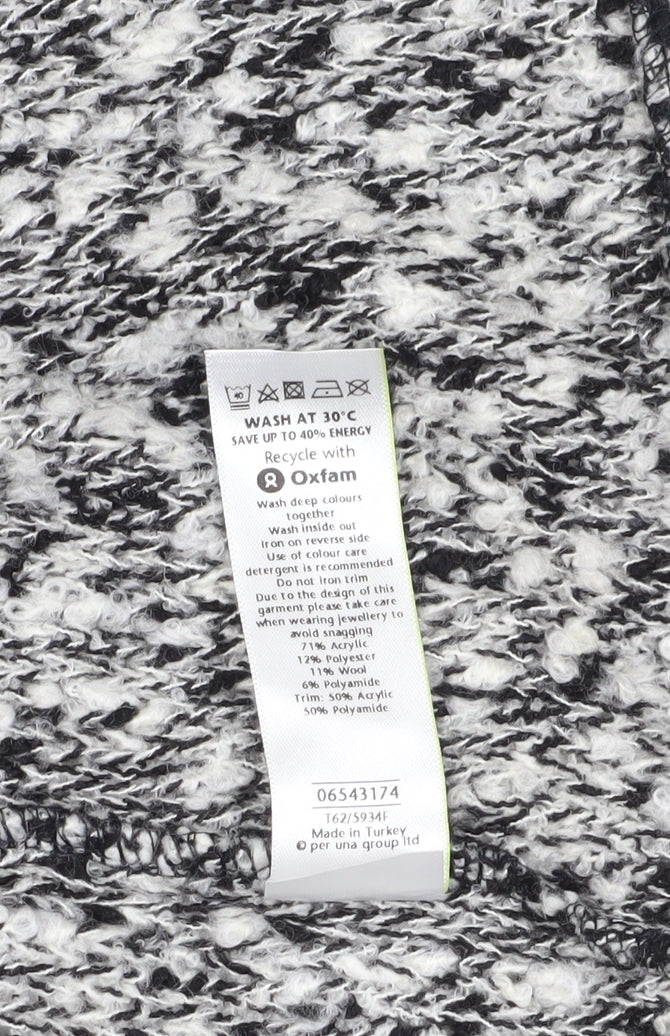 40
WASH AT 30°C
SAVE UP TO 40% ENERGY
Recycle with
Oxfam
Wash deep colours
together
Wash inside out
Iron on reverse side
Use of colour care
detergent is recommended
Do not iron trim
Due to the design of this
garment please take care
when wearing jewellery to
avoid snagging
71% Acrylic
12% Polyester
11% Wool
6% Polyamide
Trim: 50% Acrylic
50% Polyamide
06543174
T62/5934F
Made in Turkey
© per una group ltd